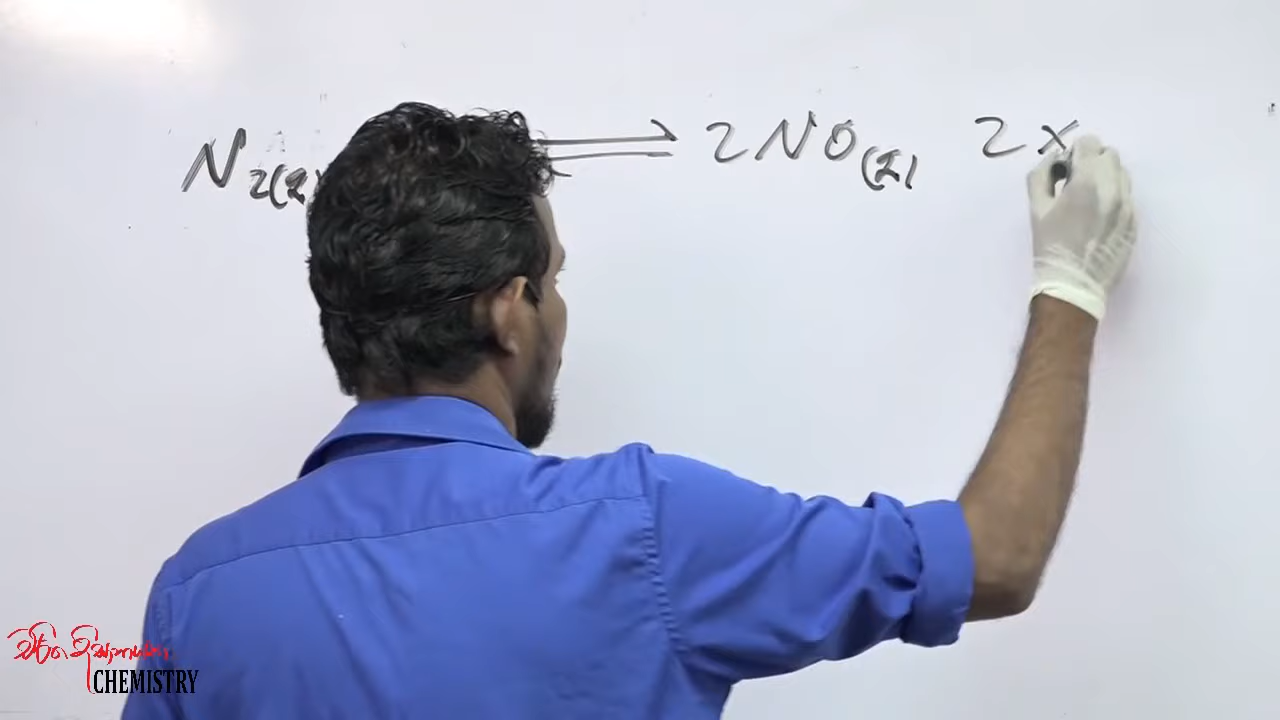 N2(g) ⇌ 2NO(g) 2x
CHEMISTRY